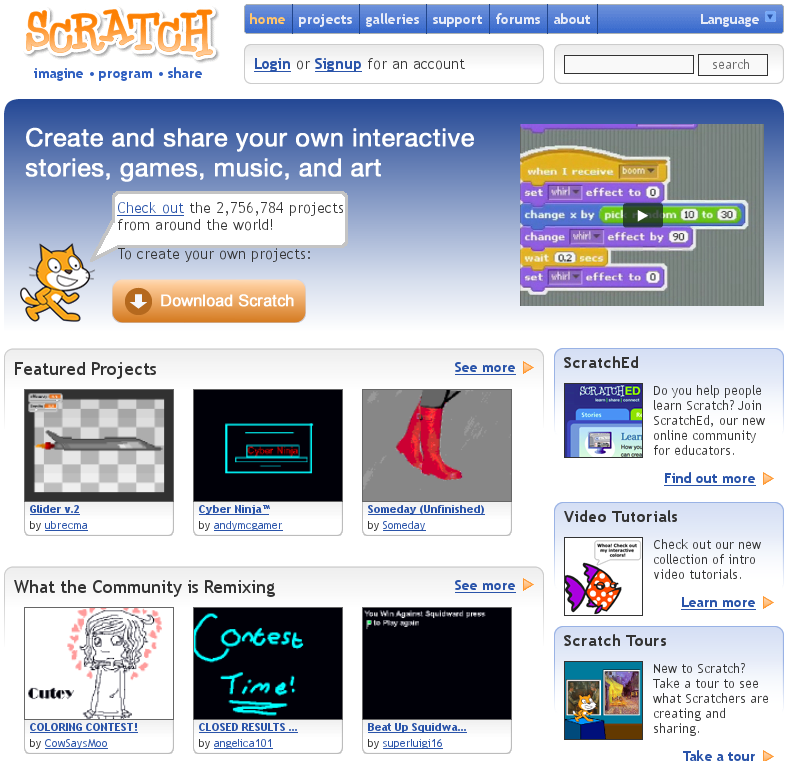 SCRATCH
imagine • program • share
home projects galleries support forums about Language
Login or Signup for an account
search
Create and share your own interactive
stories, games, music, and art
Check out the 2,756,784 projects
from around the world!
To create your own projects:
Download Scratch
when I receive boom
set whirl effect to 0
change x by pick random 10 to 30
change whirl effect by 90
wait 0.2 secs
set whirl effect to 0
Featured Projects See more
Glider v.2
by ubrecma
Cyber Ninja
Cyber Ninja™
by andymcgamer
Someday (Unfinished)
by Someday
What the Community is Remixing See more
Cutey
COLORING CONTEST!
by CowSaysMoo
Contest
Time!
CLOSED RESULTS ...
by angelica101
You Win Against Squidward press
to Play again
Beat Up Squidwa...
by superluigi16
ScratchEd
SCRATCHED
learn | share | connect
Stories
Learn
How you
can crea
Do you help people
learn Scratch? Join
ScratchEd, our new
online community
for educators.
Find out more
Video Tutorials
Whoa! Check out
my interactive
colors!
Check out our new
collection of intro
video tutorials.
Learn more
Scratch Tours
New to Scratch?
Take a tour to see
what Scratchers are
creating and
sharing.
Take a tour